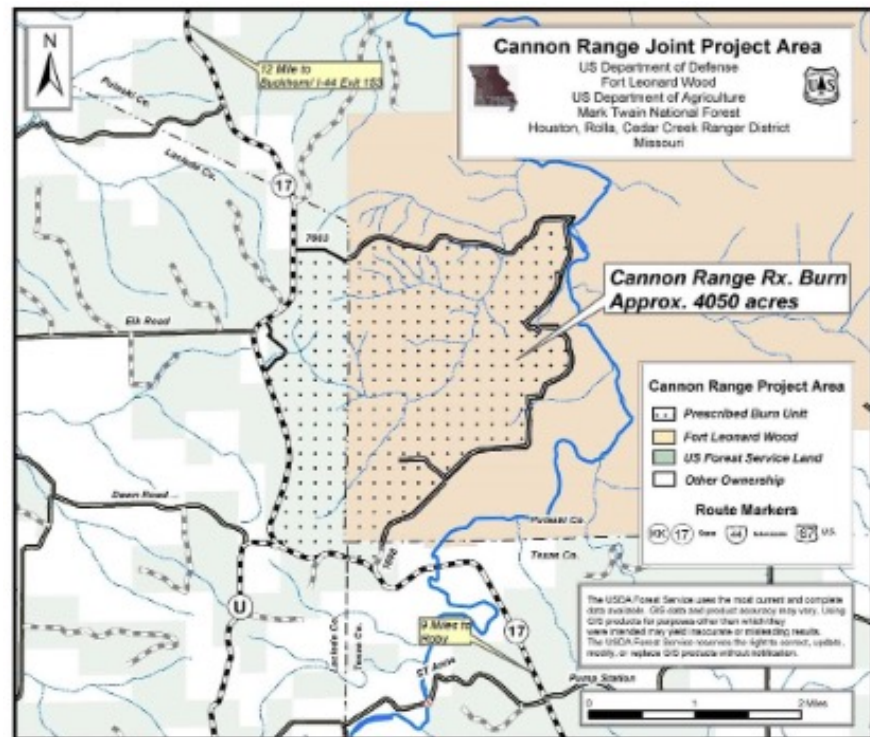 N
Cannon Range Joint Project Area
US Department of Defense
Fort Leonard Wood
US Department of Agriculture
Mark Twain National Forest
Houston, Rolla, Cedar Creek Ranger District
Missouri
12 Mile to
Buckhorn/ I-44 Exit 153
Pulaski Co.
Laclede Co.
17
7663
Cannon Range Rx. Burn
Approx. 4050 acres
Elk Road
Cannon Range Project Area
Prescribed Burn Unit
Fort Leonard Wood
US Forest Service Land
Other Ownership
Route Markers
KK
17
State
44
Interstate
67
U.S.
Dawn Road
Pulaski Co.
Texas Co.
U
Laclede Co.
Texas Co.
9 Miles to
Roby
17
Puma Station
The USDA Forest Service uses the most current and complete
data available. GIS data and product accuracy may vary. Using
GIS products for purposes other than which they
were intended may yield inaccurate or misleading results.
The USDA Forest Service reserves the right to correct, update,
modify, or replace GIS products without notification.
0 1 2 Miles